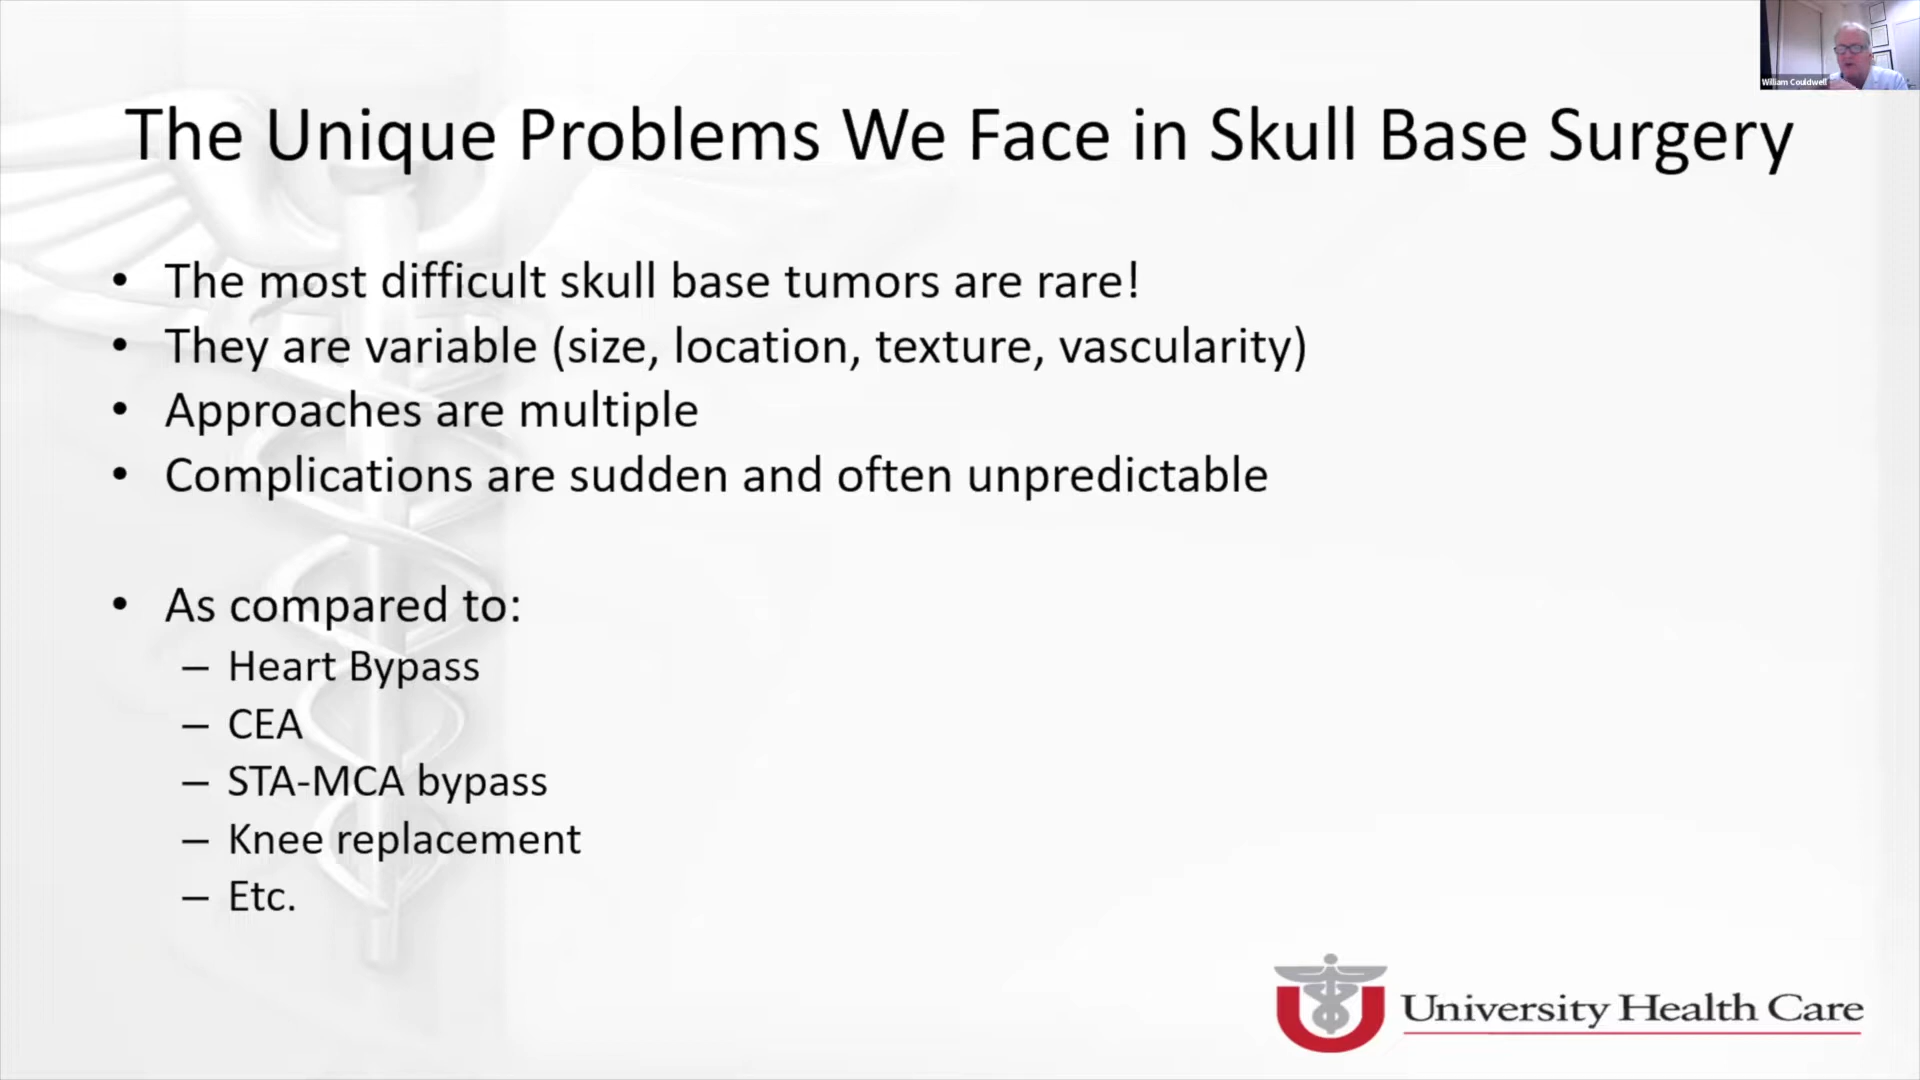 William Couldwell
The Unique Problems We Face in Skull Base Surgery
• The most difficult skull base tumors are rare!
• They are variable (size, location, texture, vascularity)
• Approaches are multiple
• Complications are sudden and often unpredictable
• As compared to:
– Heart Bypass
– CEA
– STA-MCA bypass
– Knee replacement
– Etc.
University Health Care